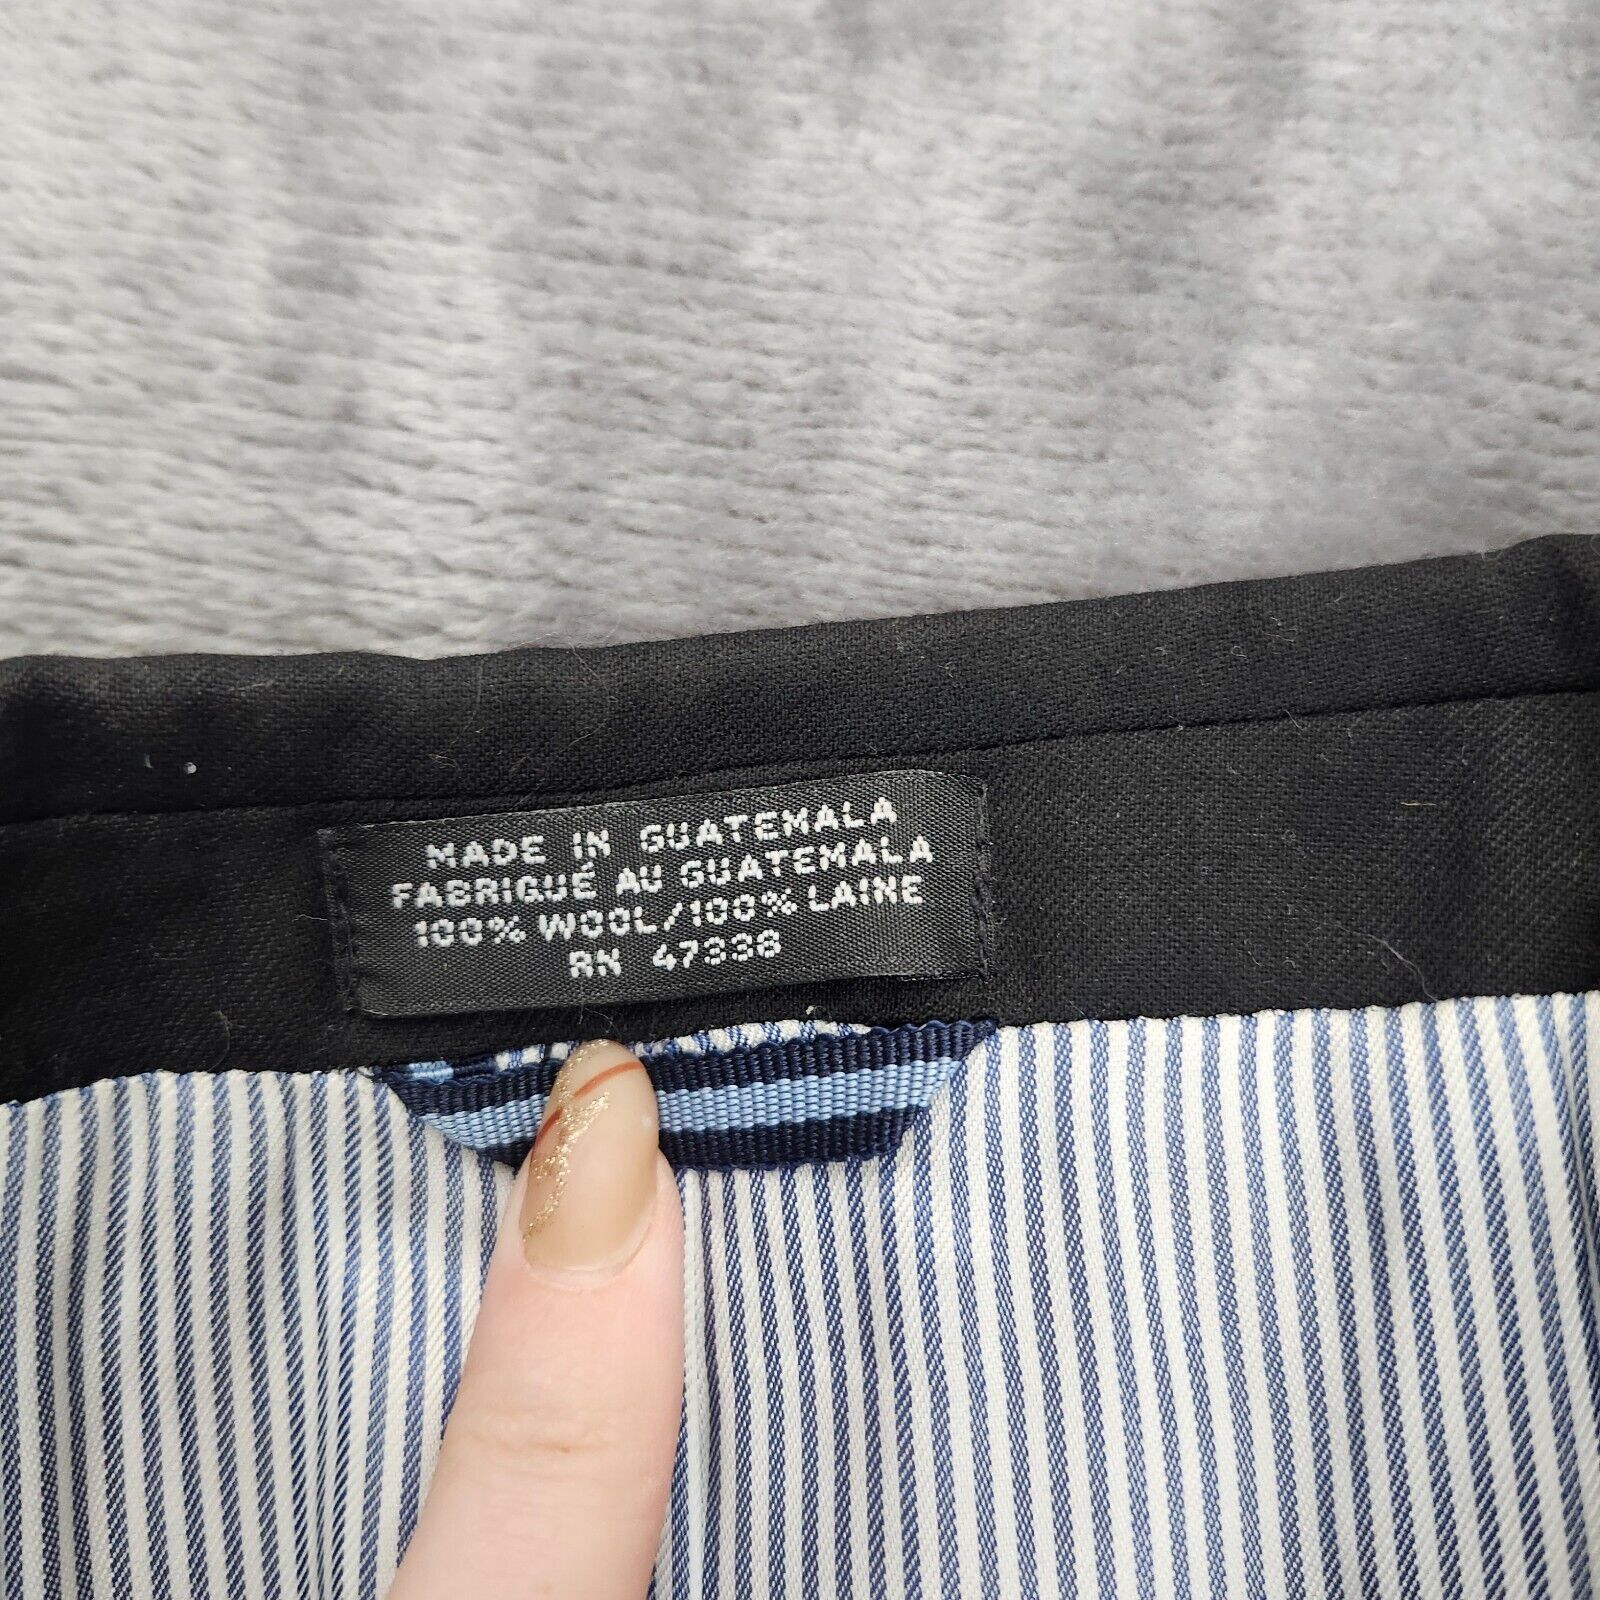 MADE IN GUATEMALA
FABRIQUÉ AU GUATEMALA
100% WOOL/100% LAINE
RN 47338